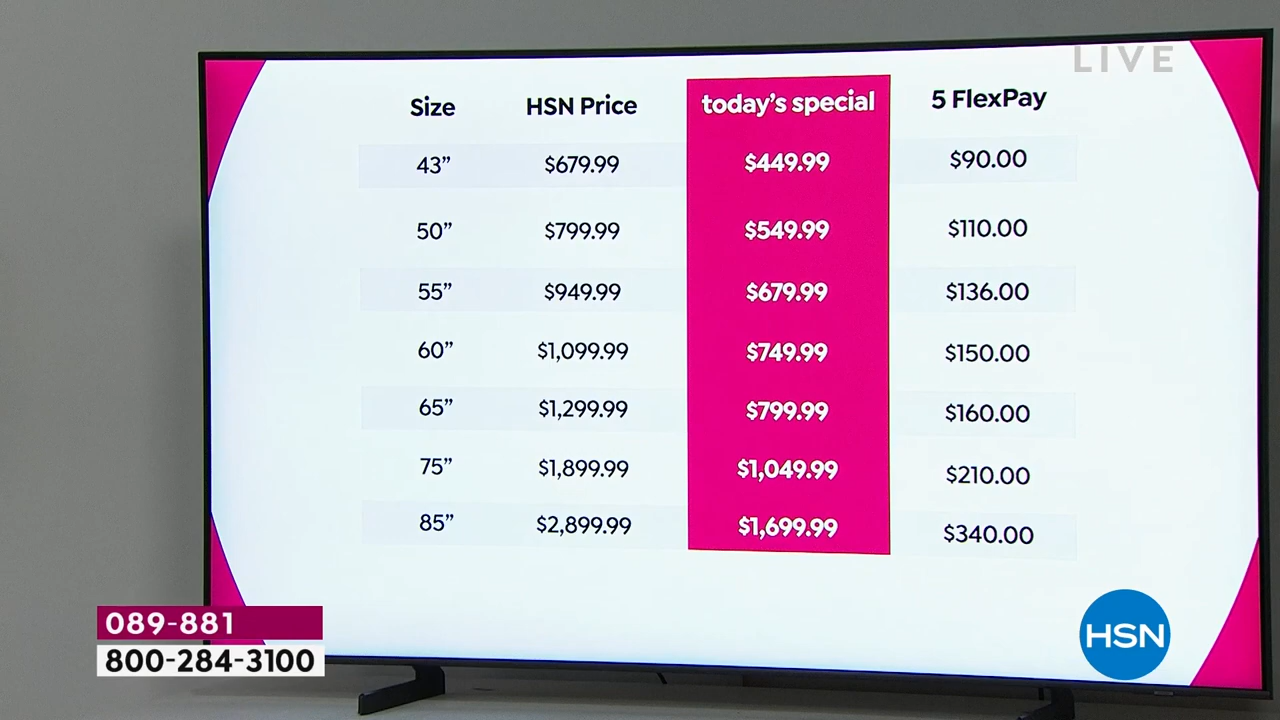 LIVE
Size HSN Price today's special 5 FlexPay
43” $679.99 $449.99 $90.00
50” $799.99 $549.99 $110.00
55” $949.99 $679.99 $136.00
60” $1,099.99 $749.99 $150.00
65” $1,299.99 $799.99 $160.00
75” $1,899.99 $1,049.99 $210.00
85” $2,899.99 $1,699.99 $340.00
089-881
800-284-3100
HSN